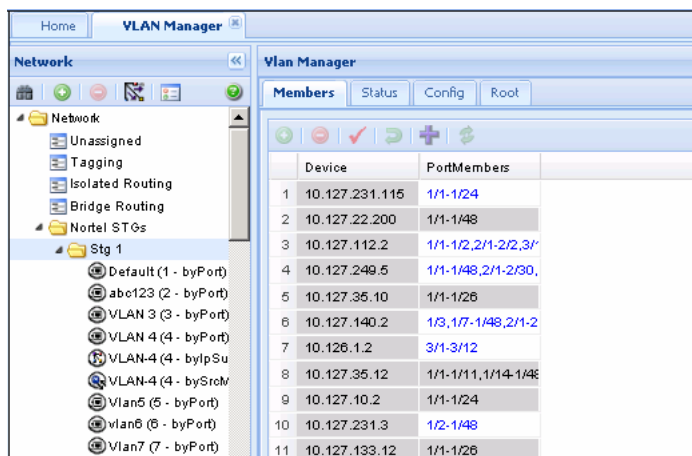 Home
VLAN Manager
Network
Network
Unassigned
Tagging
Isolated Routing
Bridge Routing
Nortel STGs
Stg 1
Default (1 - byPort)
abc123 (2 - byPort)
VLAN 3 (3 - byPort)
VLAN 4 (4 - byPort)
VLAN-4 (4 - byIpSu
VLAN-4 (4 - bySrcM
Vlan5 (5 - byPort)
vlan6 (6 - byPort)
Vlan7 (7 - byPort)
Vlan Manager
Members Status Config Root
Device PortMembers
1 10.127.231.115 1/1-1/24
2 10.127.22.200 1/1-1/48
3 10.127.112.2 1/1-1/2,2/1-2/2,3/
4 10.127.249.5 1/1-1/48,2/1-2/30,
5 10.127.35.10 1/1-1/26
6 10.127.140.2 1/3,1/7-1/48,2/1-2
7 10.126.1.2 3/1-3/12
8 10.127.35.12 1/1-1/11,1/14-1/48
9 10.127.10.2 1/1-1/24
10 10.127.231.3 1/2-1/48
11 10.127.133.12 1/1-1/26